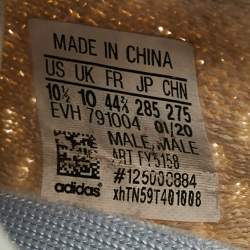 MADE IN CHINA
US UK FR JP CHN
10½ 10 44⅔ 285 275
EVH 791004 01/20
MALE, MALE
ART FY5158
#125000884
adidas® xhTN59T401008